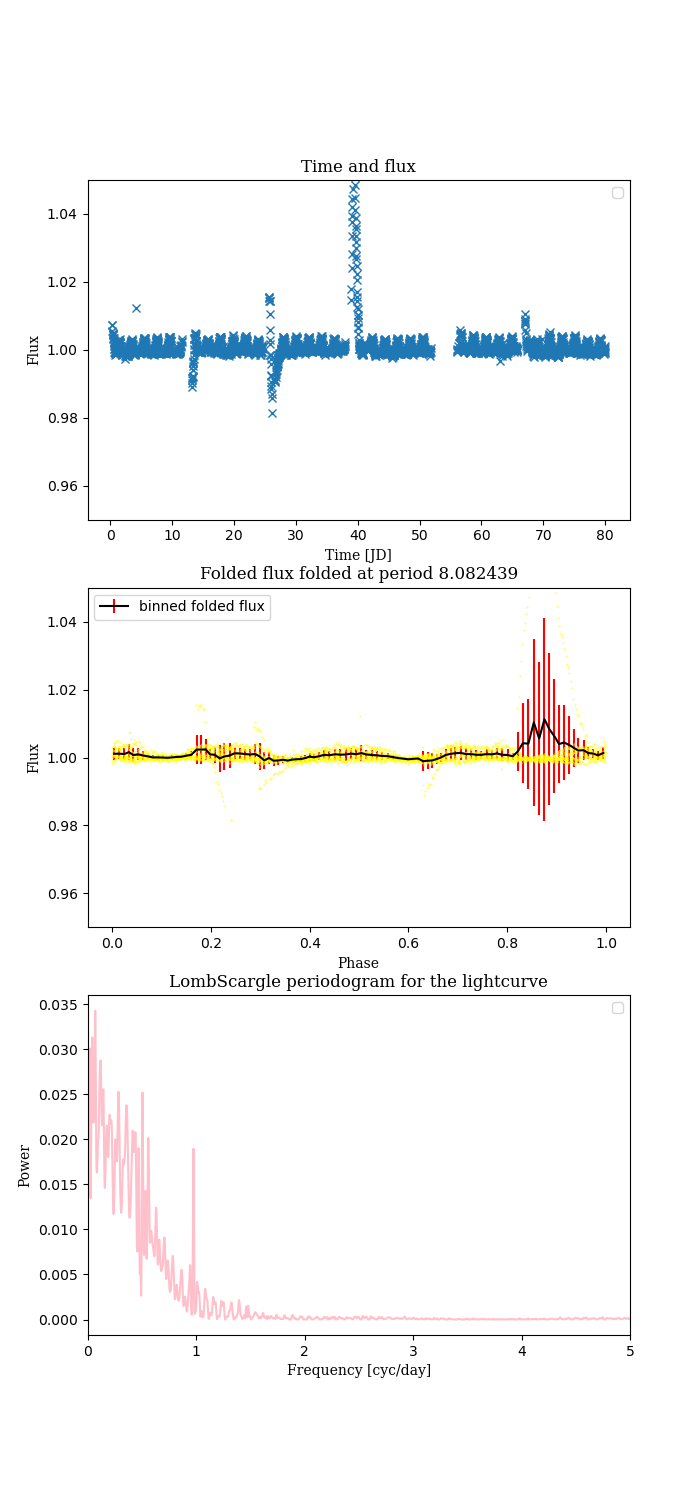 Time and flux
Flux
1.04
1.02
1.00
0.98
0.96
0 10 20 30 40 50 60 70 80
Time [JD]
Folded flux folded at period 8.082439
binned folded flux
Flux
1.04
1.02
1.00
0.98
0.96
0.0 0.2 0.4 0.6 0.8 1.0
Phase
LombScargle periodogram for the lightcurve
Power
0.035
0.030
0.025
0.020
0.015
0.010
0.005
0.000
0 1 2 3 4 5
Frequency [cyc/day]